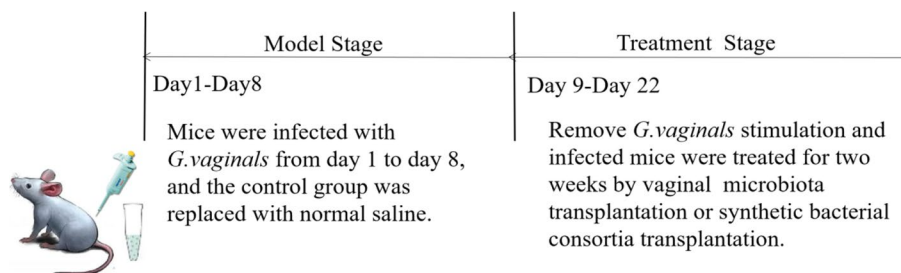 Model Stage
Treatment Stage
Day1-Day8
Day 9-Day 22
Mice were infected with
G.vaginals from day 1 to day 8,
and the control group was
replaced with normal saline.
Remove G.vaginals stimulation and
infected mice were treated for two
weeks by vaginal microbiota
transplantation or synthetic bacterial
consortia transplantation.